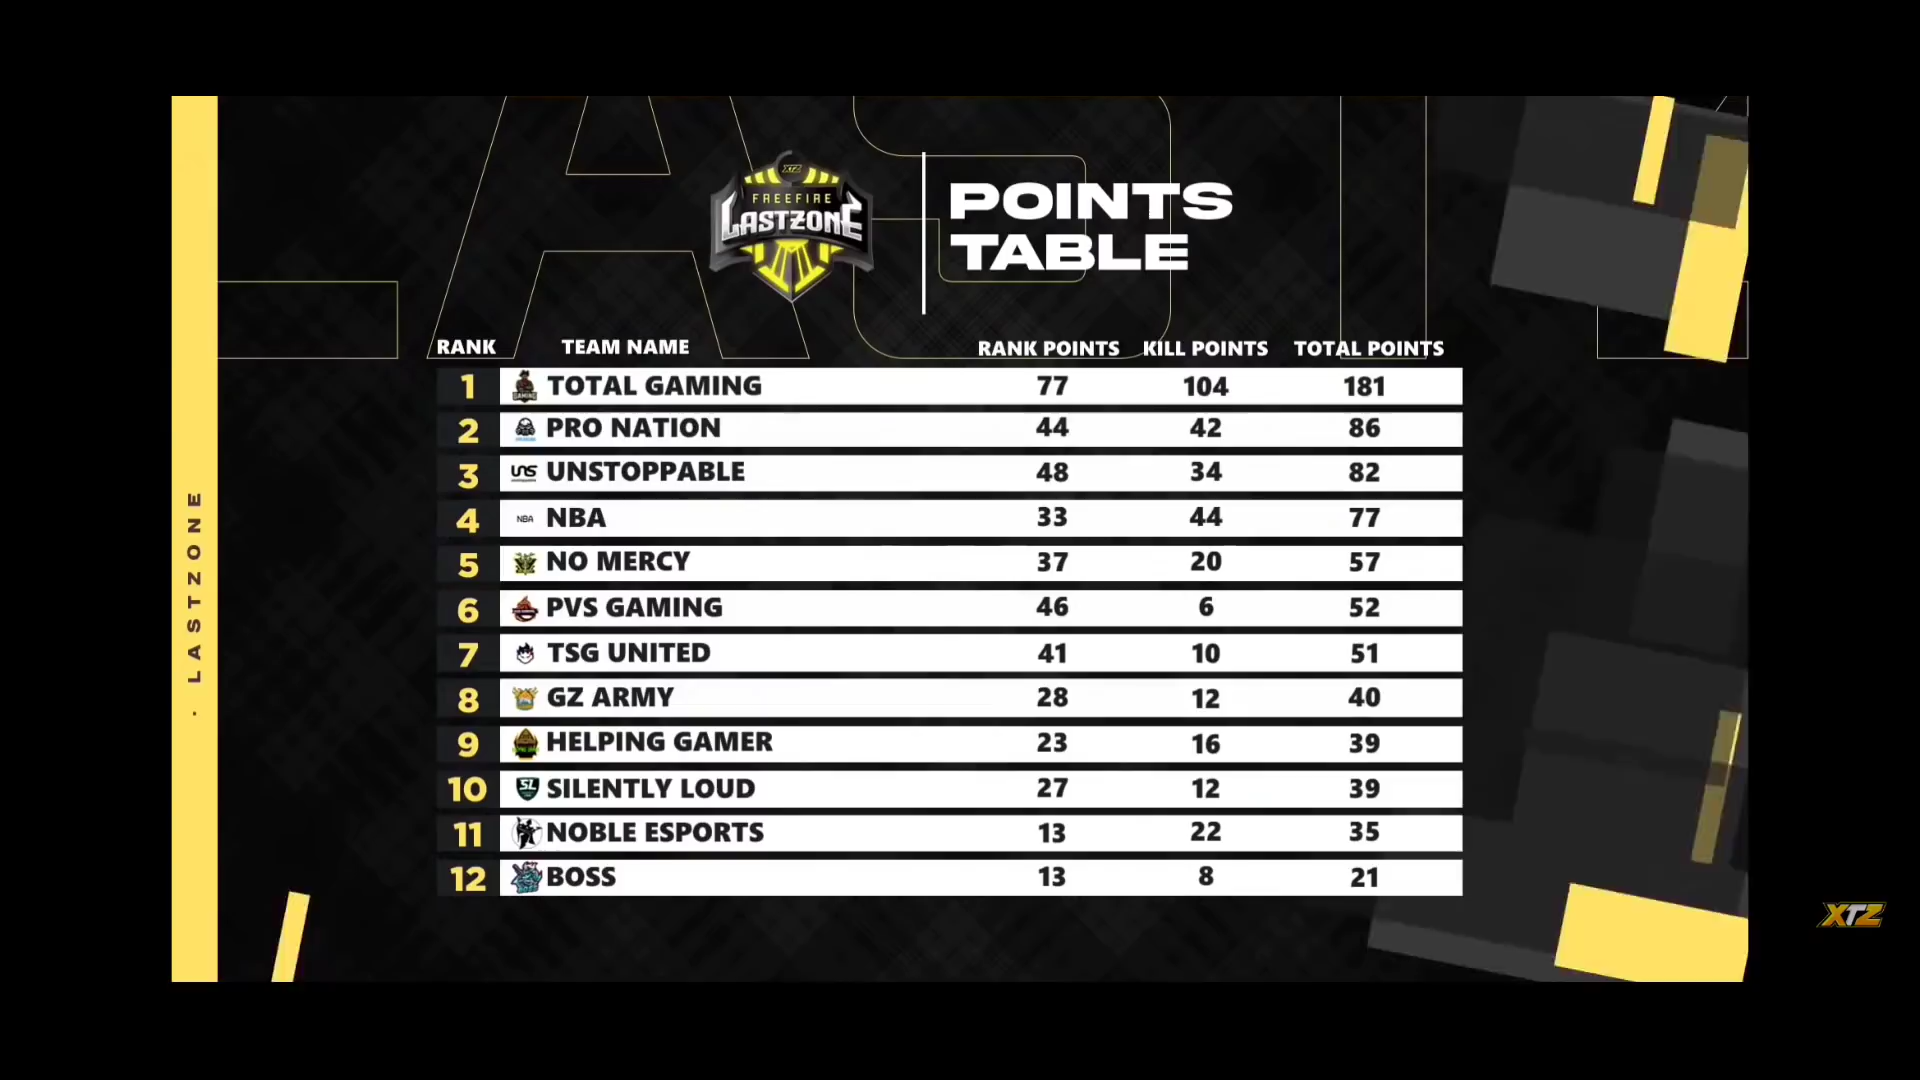 XTZ
FREEFIRE
LASTZONE
POINTS
TABLE
RANK TEAM NAME RANK POINTS KILL POINTS TOTAL POINTS
1 TOTAL GAMING 77 104 181
2 PRO NATION 44 42 86
3 UNS UNSTOPPABLE 48 34 82
4 NBA NBA 33 44 77
5 NO MERCY 37 20 57
6 PVS GAMING 46 6 52
7 TSG UNITED 41 10 51
8 GZ ARMY 28 12 40
9 HELPING GAMER 23 16 39
10 SL SILENTLY LOUD 27 12 39
11 NOBLE ESPORTS 13 22 35
12 BOSS 13 8 21
· LASTZONE
XTZ